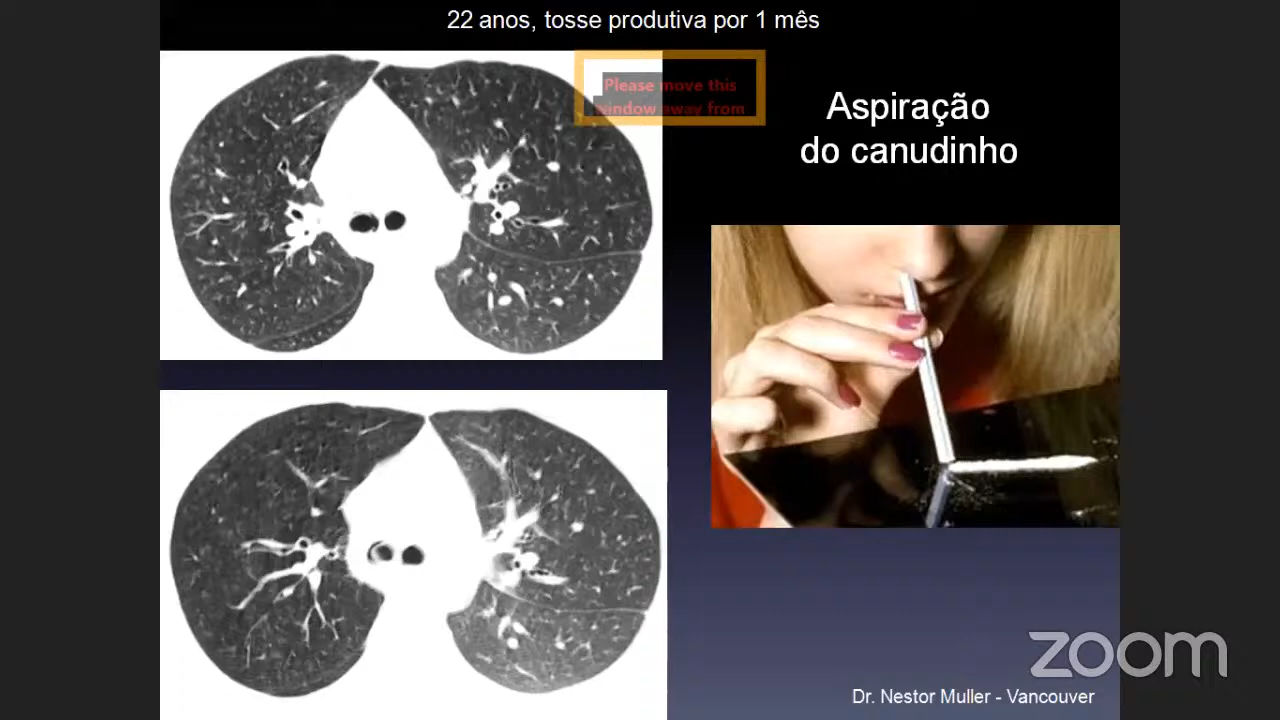 22 anos, tosse produtiva por 1 mês
Please move this
window away from
Aspiração
do canudinho
zoom
Dr. Nestor Muller - Vancouver